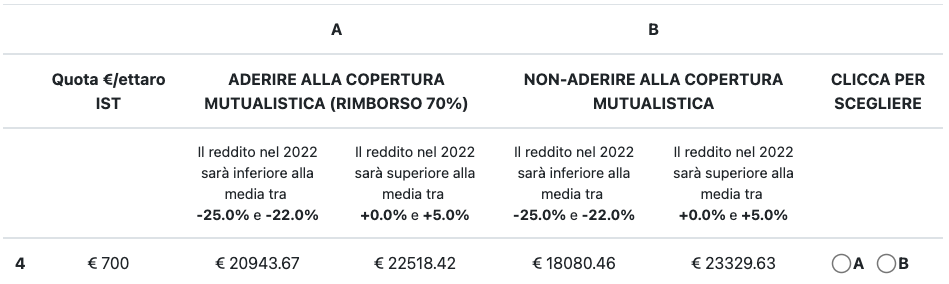 A B
Quota €/ettaro ADERIRE ALLA COPERTURA NON-ADERIRE ALLA COPERTURA CLICCA PER
IST MUTUALISTICA (RIMBORSO 70%) MUTUALISTICA SCEGLIERE
Il reddito nel 2022 Il reddito nel 2022 Il reddito nel 2022 Il reddito nel 2022
sarà inferiore alla sarà superiore alla sarà inferiore alla sarà superiore alla
media tra media tra media tra media tra
-25.0% e -22.0% +0.0% e +5.0% -25.0% e -22.0% +0.0% e +5.0%
4 € 700 € 20943.67 € 22518.42 € 18080.46 € 23329.63 A B